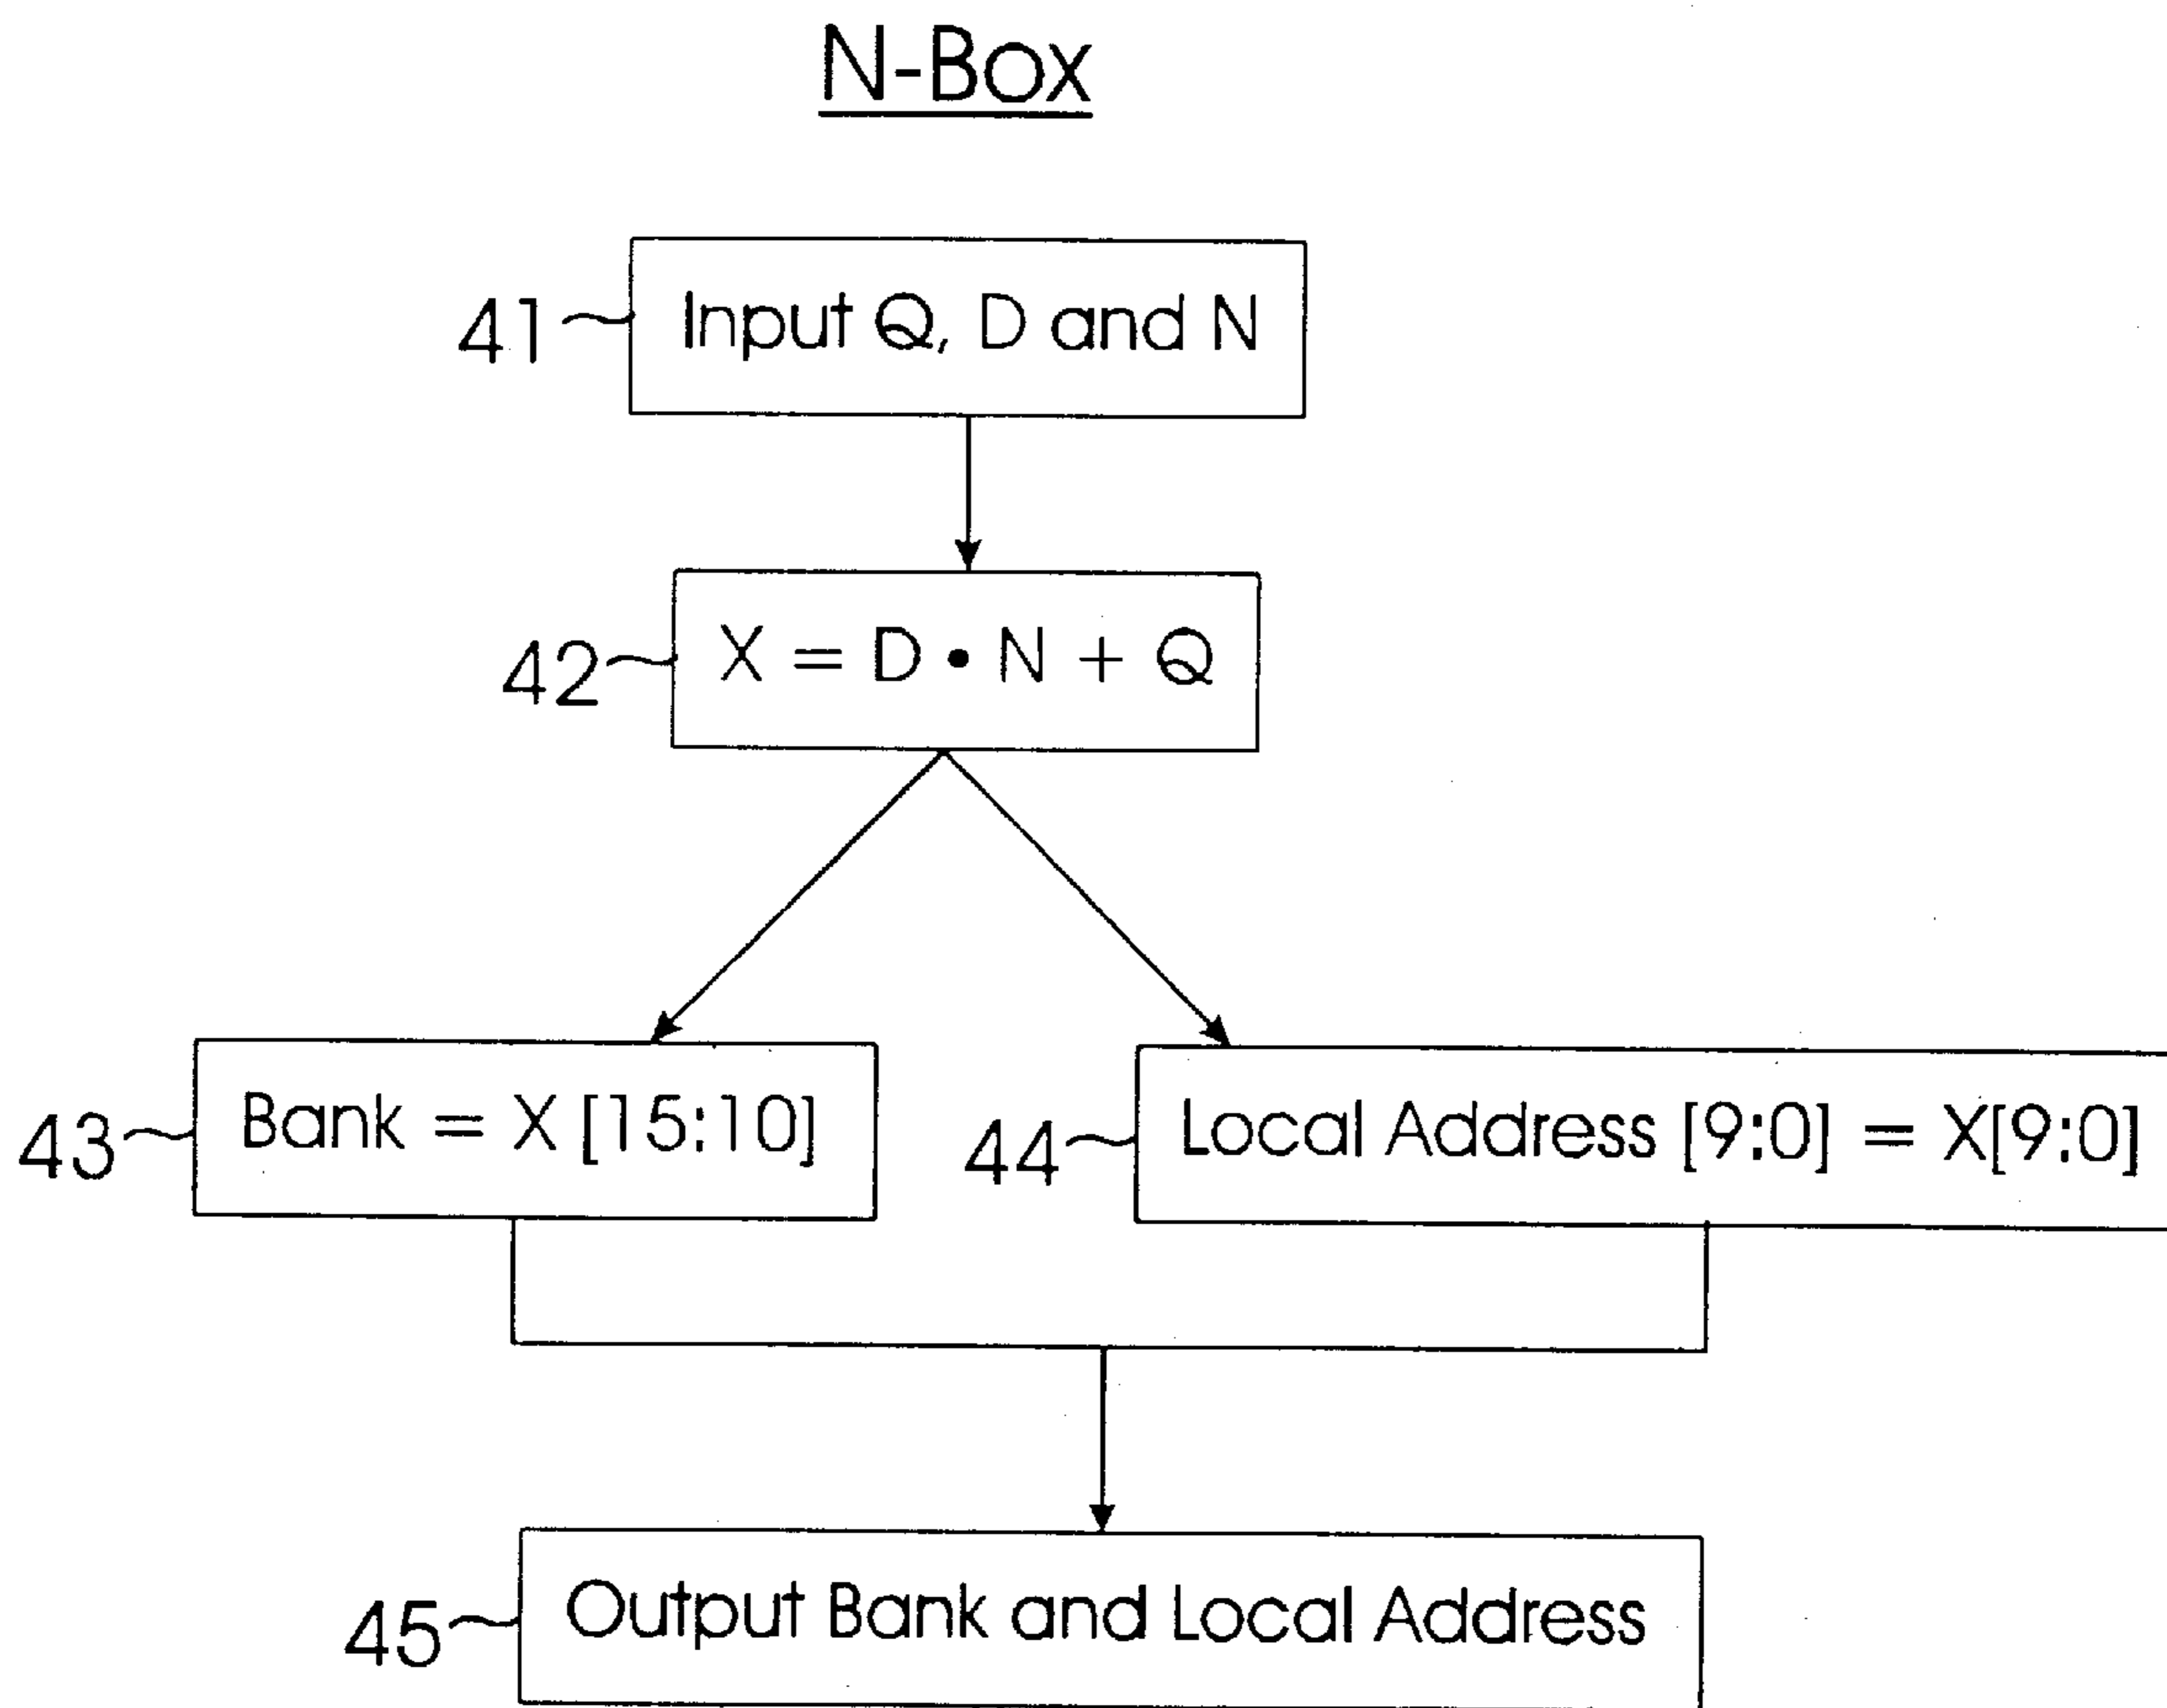 N-Box
41
Input Q, D and N
42
X = D • N + Q
43
Bank = X [15:10]
44
Local Address [9:0] = X[9:0]
45
Output Bank and Local Address